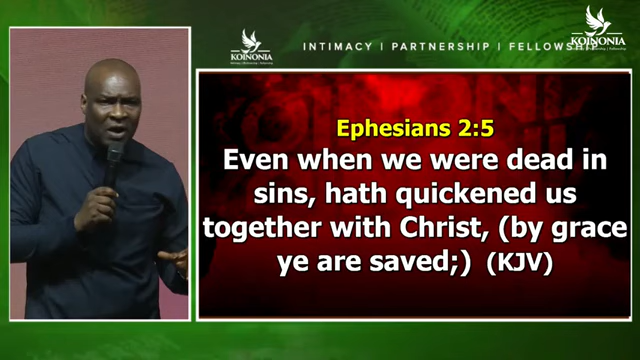 KOINONIA
INTIMACY | PARTNERSHIP | FELLOWSHIP
KOINONIA
Ephesians 2:5
Even when we were dead in
sins, hath quickened us
together with Christ, (by grace
ye are saved;) (KJV)